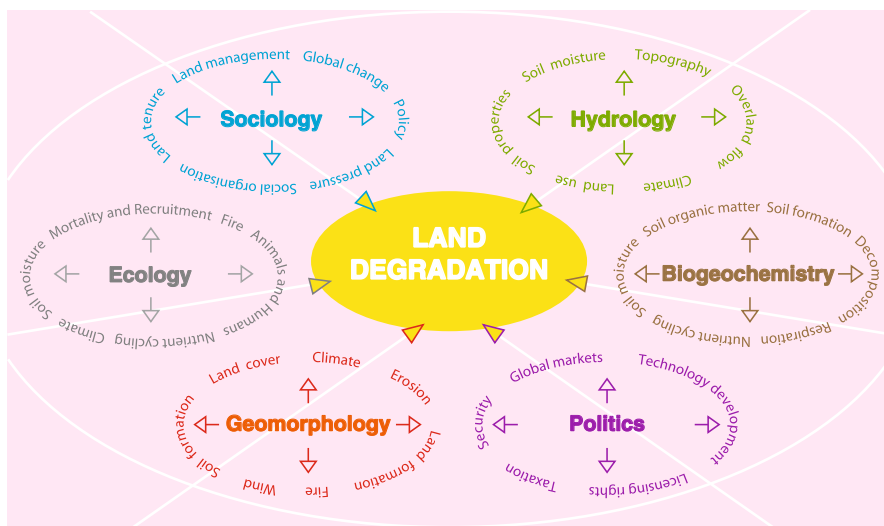 Land management
Global change
Policy
Land pressure
Social organisation
Land tenure
Sociology
Soil moisture
Topography
Overland flow
Climate
Land use
Soil properties
Hydrology
LAND
DEGRADATION
Mortality and Recruitment
Fire
Animals and Humans
Nutrient cycling
Climate
Soil moisture
Ecology
Soil organic matter
Soil formation
Decomposition
Respiration
Nutrient cycling
Soil moisture
Biogeochemistry
Land cover
Climate
Erosion
Land formation
Fire
Wind
Soil formation
Geomorphology
Global markets
Technology development
Licensing rights
Taxation
Security
Politics